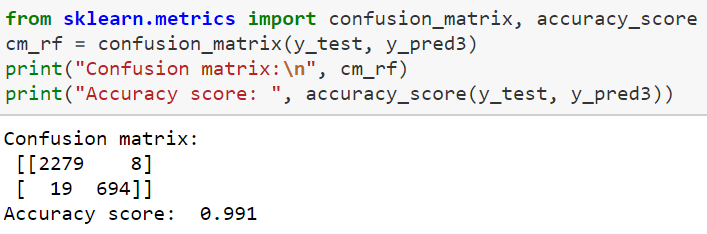 from sklearn.metrics import confusion_matrix, accuracy_score
cm_rf = confusion_matrix(y_test, y_pred3)
print("Confusion matrix:\n", cm_rf)
print("Accuracy score: ", accuracy_score(y_test, y_pred3))
Confusion matrix:
 [[2279    8]
 [  19  694]]
Accuracy score:  0.991